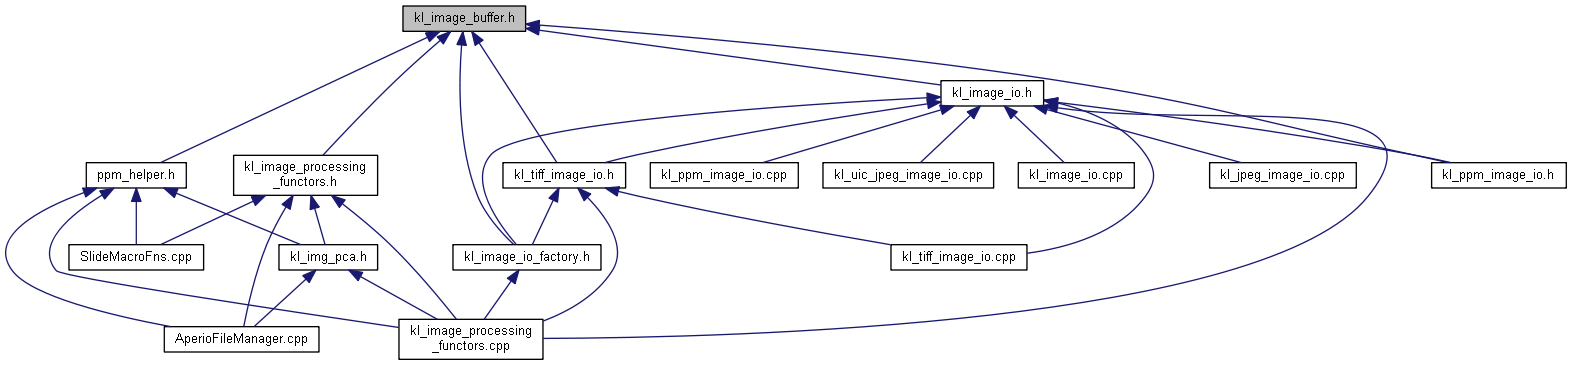 kl_image_buffer.h
kl_image_io.h
ppm_helper.h
kl_image_processing
_functors.h
kl_tiff_image_io.h
kl_ppm_image_io.cpp
kl_uic_jpeg_image_io.cpp
kl_image_io.cpp
kl_jpeg_image_io.cpp
kl_ppm_image_io.h
SlideMacroFns.cpp
kl_img_pca.h
kl_image_io_factory.h
kl_tiff_image_io.cpp
AperioFileManager.cpp
kl_image_processing
_functors.cpp